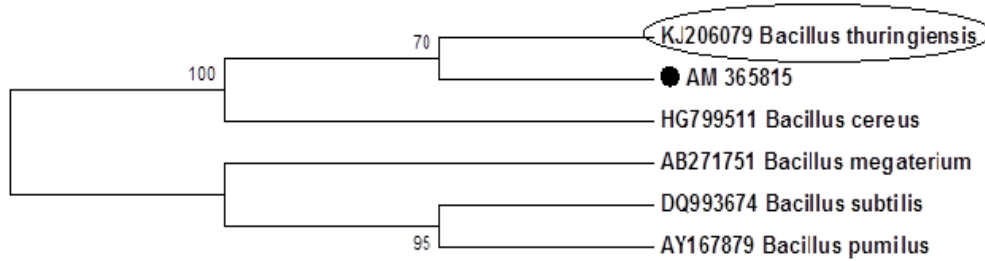 70
KJ206079 Bacillus thuringiensis
100
AM 365815
HG799511 Bacillus cereus
AB271751 Bacillus megaterium
DQ993674 Bacillus subtilis
95
AY167879 Bacillus pumilus